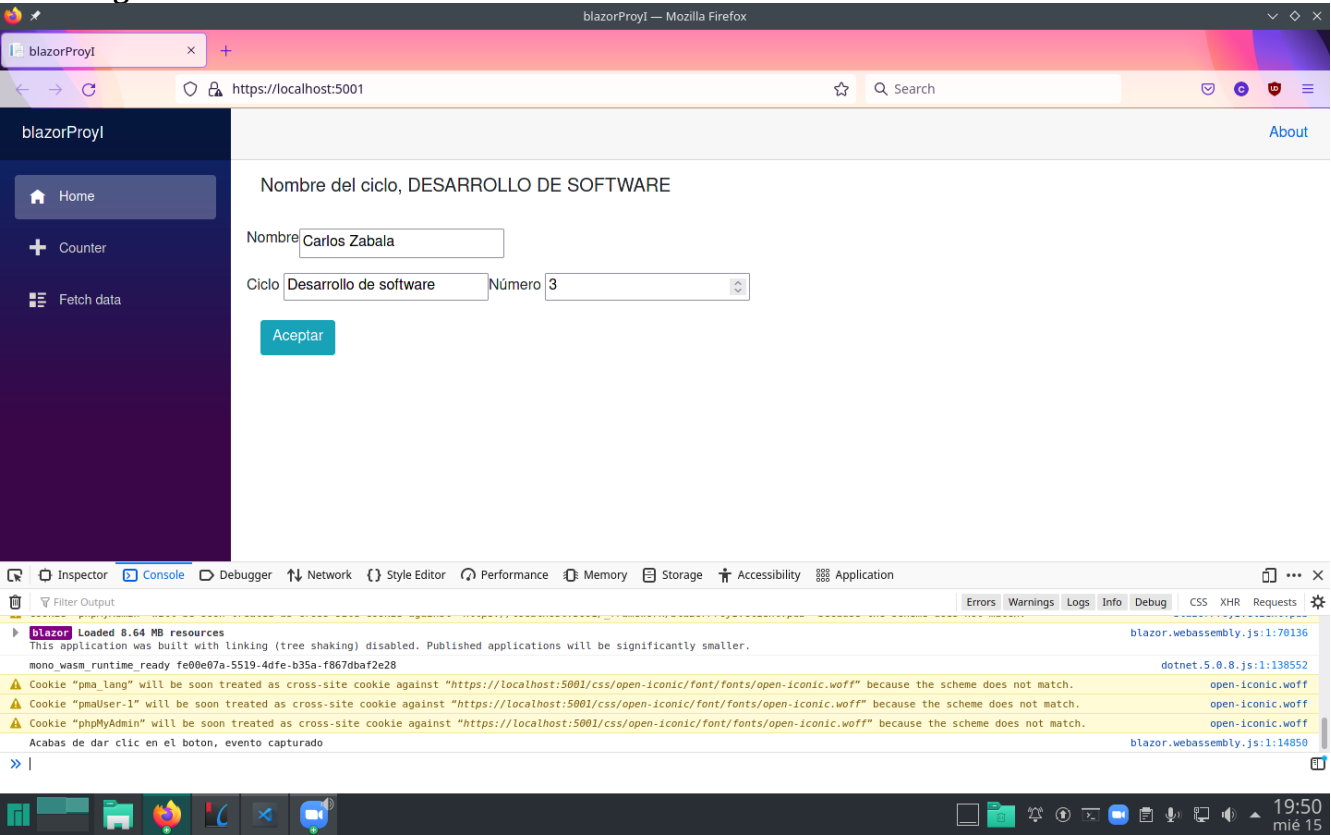 blazorProyI — Mozilla Firefox
blazorProyI
https://localhost:5001
Search
blazorProyI
About
Home
Nombre del ciclo, DESARROLLO DE SOFTWARE
Counter
Nombre Carlos Zabala
Fetch data
Ciclo Desarrollo de software Número 3
Aceptar
Inspector Console Debugger Network {} Style Editor Performance Memory Storage Accessibility Application
Filter Output Errors Warnings Logs Info Debug CSS XHR Requests
blazor Loaded 8.64 MB resources blazor.webassembly.js:1:70136
This application was built with linking (tree shaking) disabled. Published applications will be significantly smaller.
mono_wasm_runtime_ready fe00e07a-5519-4dfe-b35a-f867dbaf2e28 dotnet.5.0.8.js:1:138552
Cookie “pma_lang” will be soon treated as cross-site cookie against “https://localhost:5001/css/open-iconic/font/fonts/open-iconic.woff” because the scheme does not match. open-iconic.woff
Cookie “pmaUser-1” will be soon treated as cross-site cookie against “https://localhost:5001/css/open-iconic/font/fonts/open-iconic.woff” because the scheme does not match. open-iconic.woff
Cookie “phpMyAdmin” will be soon treated as cross-site cookie against “https://localhost:5001/css/open-iconic/font/fonts/open-iconic.woff” because the scheme does not match. open-iconic.woff
Acabas de dar clic en el boton, evento capturado blazor.webassembly.js:1:14850
19:50
mié 15